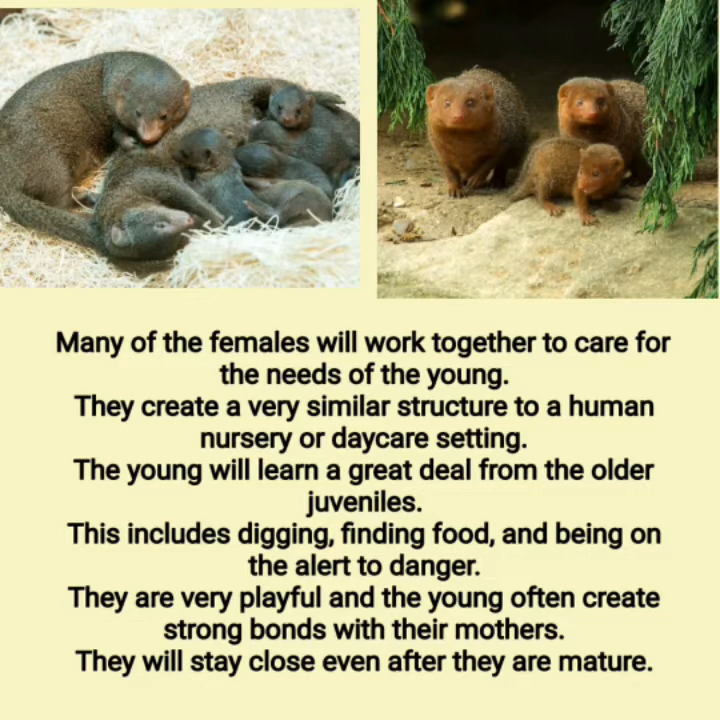 Many of the females will work together to care for
the needs of the young.
They create a very similar structure to a human
nursery or daycare setting.
The young will learn a great deal from the older
juveniles.
This includes digging, finding food, and being on
the alert to danger.
They are very playful and the young often create
strong bonds with their mothers.
They will stay close even after they are mature.